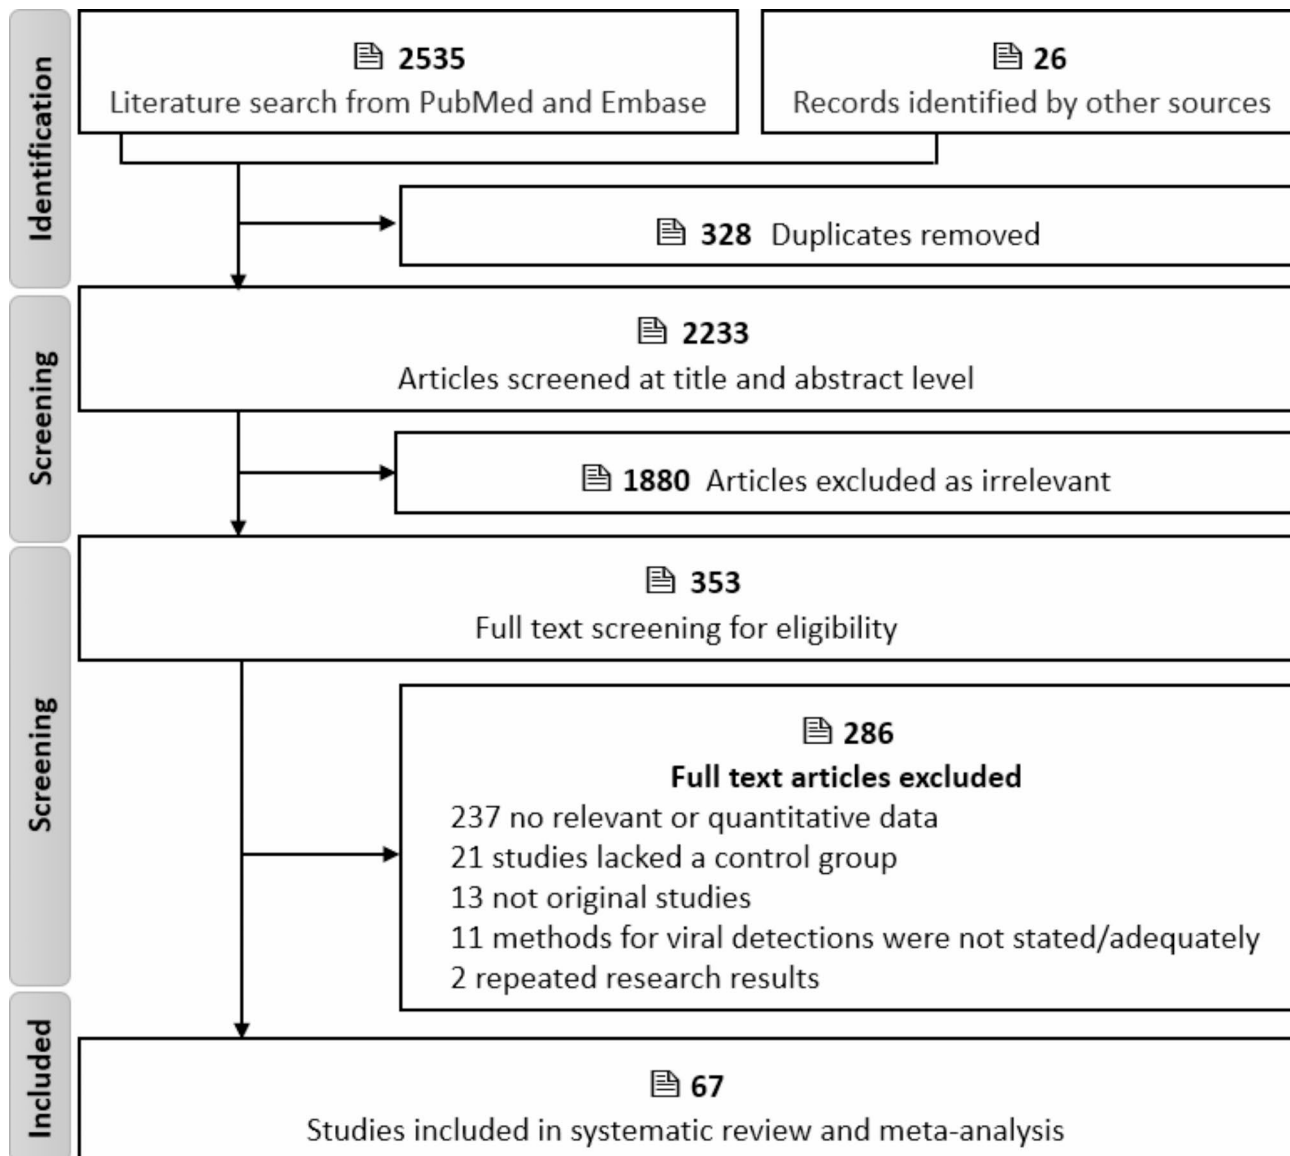 Identification
2535
Literature search from PubMed and Embase
26
Records identified by other sources
328 Duplicates removed
Screening
2233
Articles screened at title and abstract level
1880 Articles excluded as irrelevant
Screening
353
Full text screening for eligibility
286
Full text articles excluded
237 no relevant or quantitative data
21 studies lacked a control group
13 not original studies
11 methods for viral detections were not stated/adequately
2 repeated research results
Included
67
Studies included in systematic review and meta-analysis